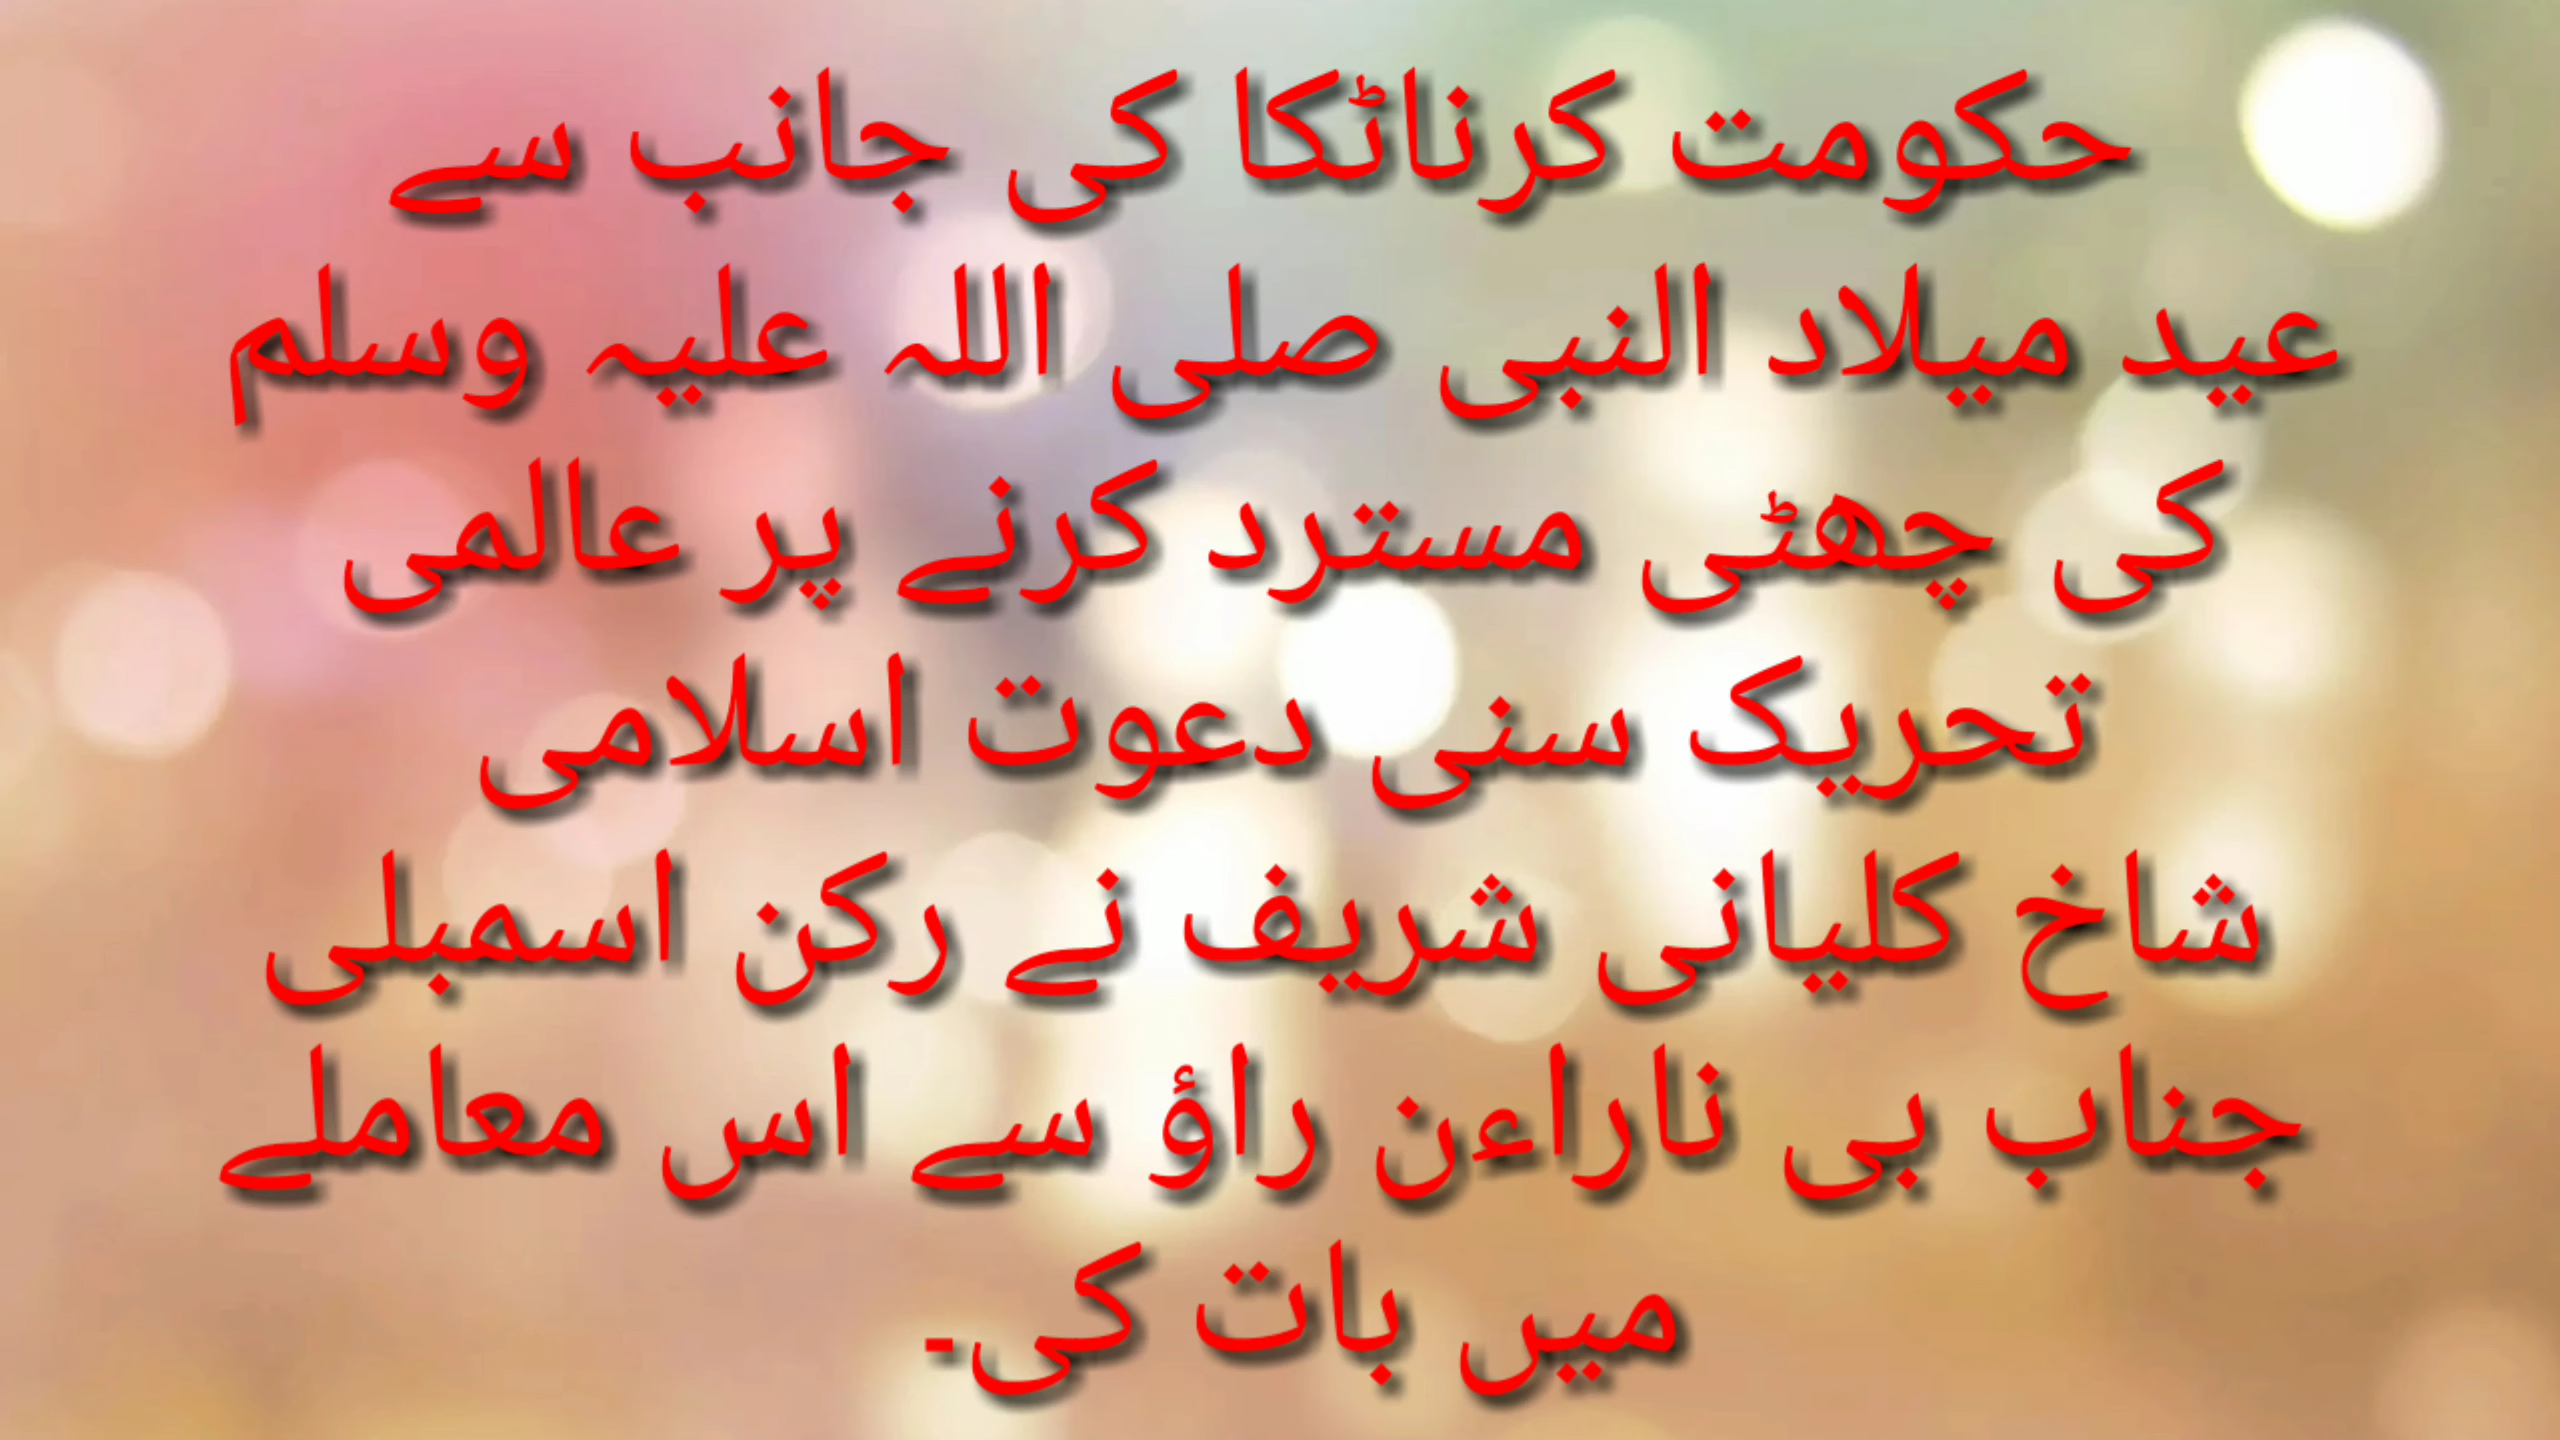 حکومت کرناٹکا کی جانب سے
عید میلاد النبی صلی اللہ علیہ وسلم
کی چھٹی مسترد کرنے پر عالمی
تحریک سنی دعوت اسلامی
شاخ کلیانی شریف نے رکن اسمبلی
جناب بی ناراءن راؤ سے اس معاملے
میں بات کی۔